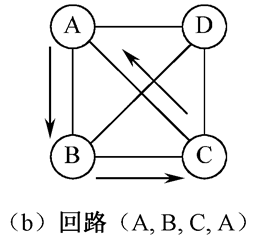 A D
B C
（b）回路（A, B, C, A）